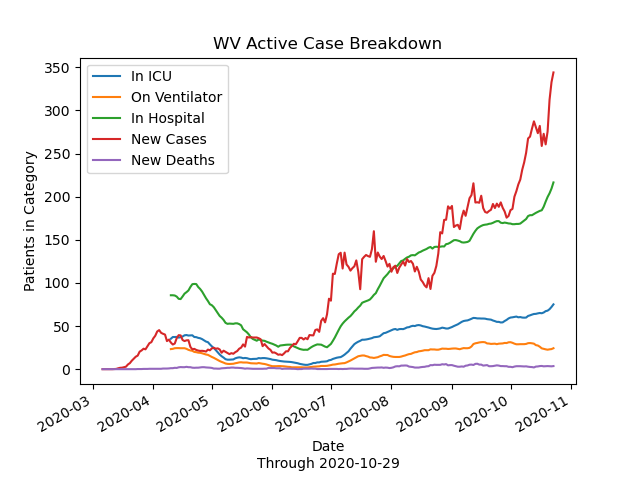 WV Active Case Breakdown
In ICU
On Ventilator
In Hospital
New Cases
New Deaths
Patients in Category
350
300
250
200
150
100
50
0
2020-03
2020-04
2020-05
2020-06
2020-07
2020-08
2020-09
2020-10
2020-11
Date
Through 2020-10-29